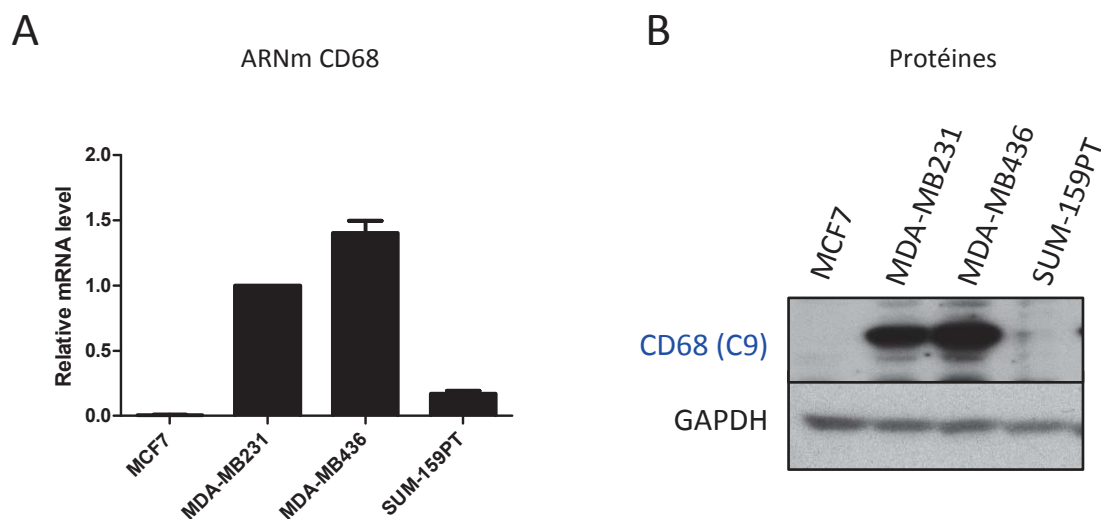 A
ARNm CD68
Relative mRNA level
2.0
1.5
1.0
0.5
0.0
MCF7
MDA-MB231
MDA-MB436
SUM-159PT
B
Protéines
MCF7
MDA-MB231
MDA-MB436
SUM-159PT
CD68 (C9)
GAPDH